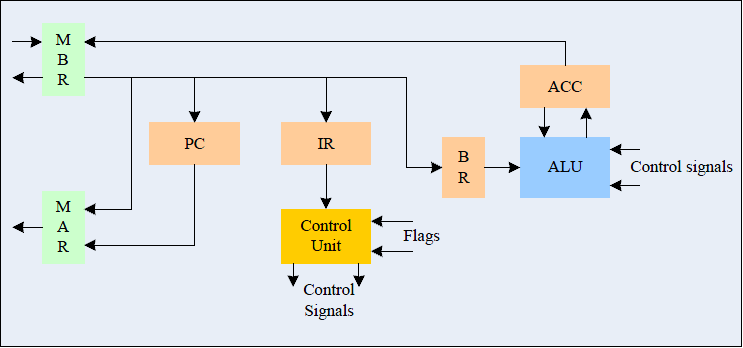 M
B
R
ACC
PC
IR
B
R
ALU
Control signals
M
A
R
Control
Unit
Flags
Control
Signals